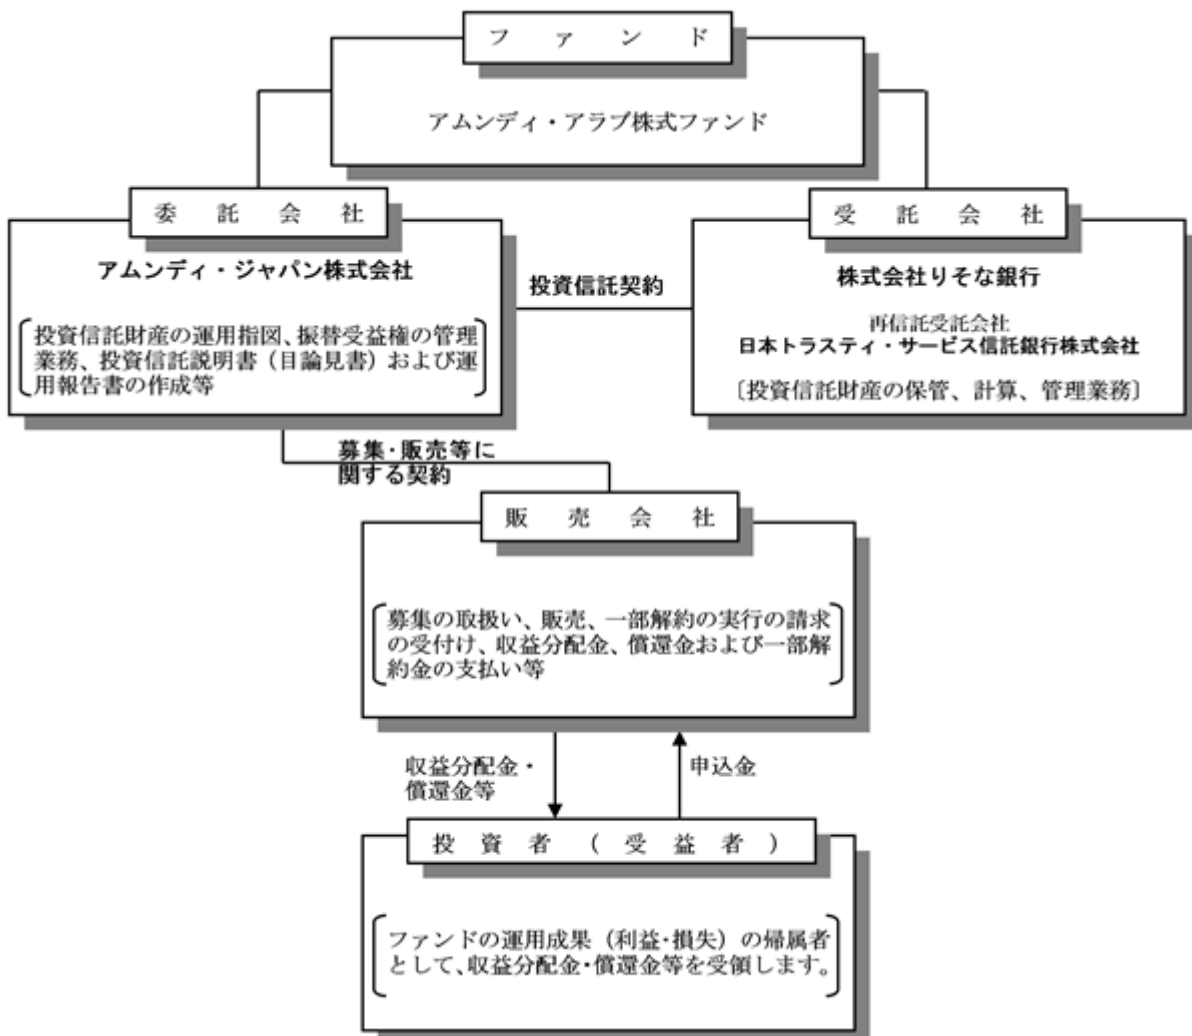 ファンド
アムンディ・アラブ株式ファンド
委託会社
アムンディ・ジャパン株式会社
投資信託財産の運用指図、振替受益権の管理
業務、投資信託説明書（目論見書）および運
用報告書の作成等
投資信託契約
受託会社
株式会社りそな銀行
再信託受託会社
日本トラスティ・サービス信託銀行株式会社
〔投資信託財産の保管、計算、管理業務〕
募集・販売等に
関する契約
販売会社
募集の取扱い、販売、一部解約の実行の請求
の受付け、収益分配金、償還金および一部解
約金の支払い等
収益分配金・
償還金等
申込金
投資者（受益者）
ファンドの運用成果（利益・損失）の帰属者
として、収益分配金・償還金等を受領します。